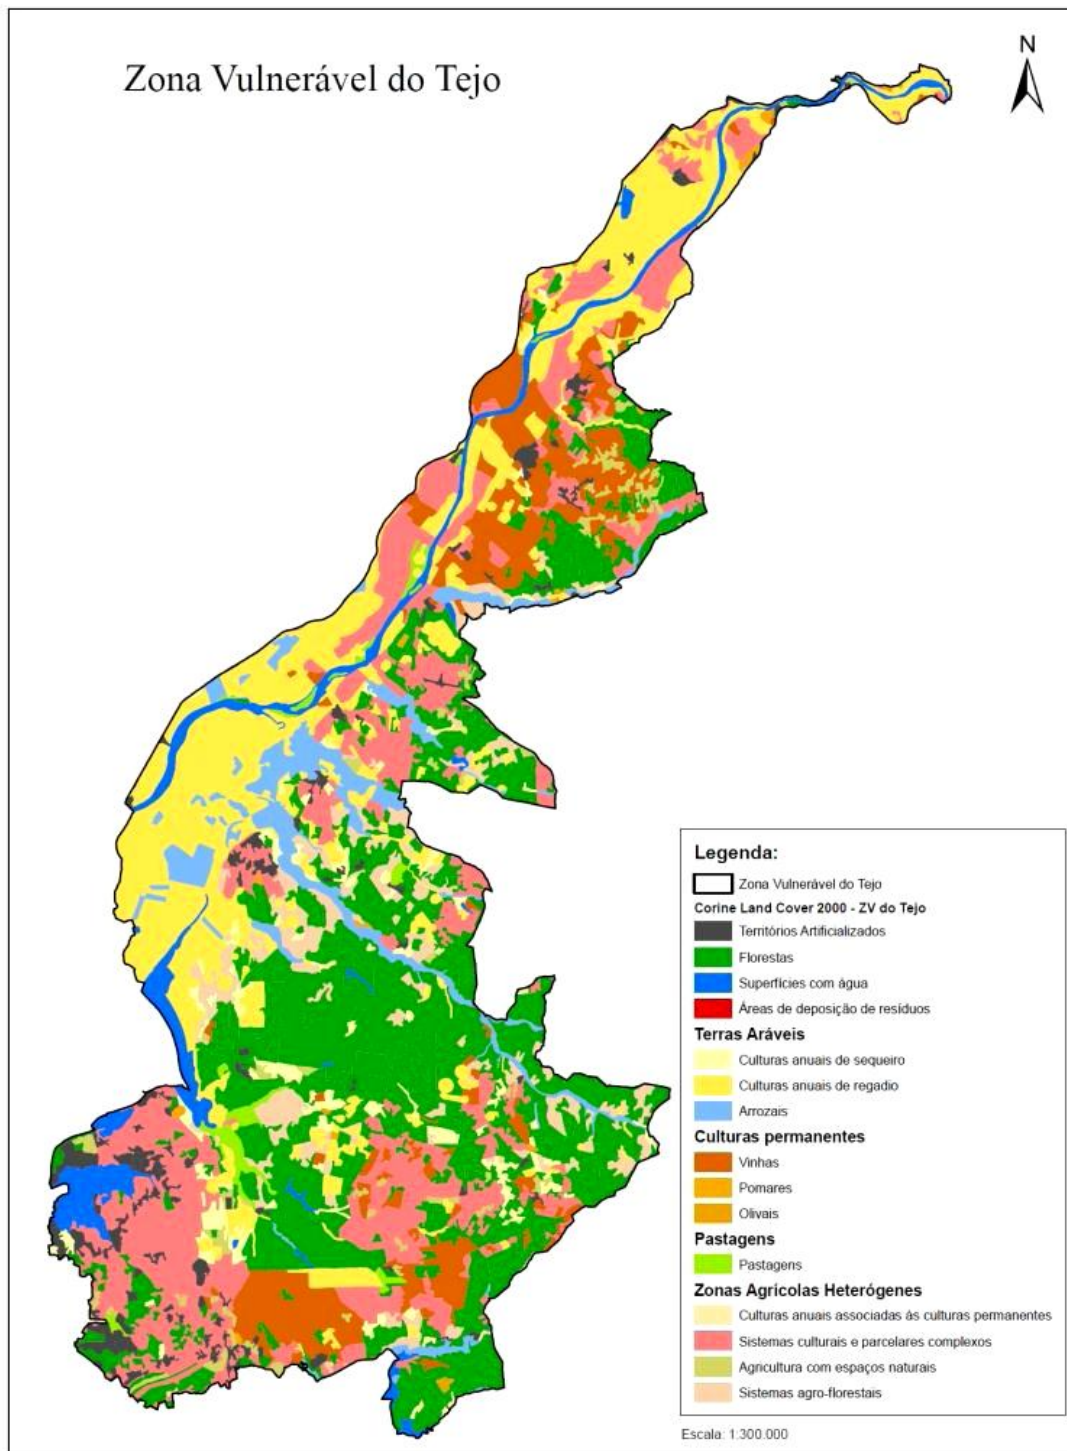 Zona Vulnerável do Tejo
N
Legenda:
Zona Vulnerável do Tejo
Corine Land Cover 2000 - ZV do Tejo
Territórios Artificializados
Florestas
Superfícies com água
Áreas de deposição de resíduos
Terras Aráveis
Culturas anuais de sequeiro
Culturas anuais de regadio
Arrozais
Culturas permanentes
Vinhas
Pomares
Olivais
Pastagens
Pastagens
Zonas Agrícolas Heterógenes
Culturas anuais associadas às culturas permanentes
Sistemas culturais e parcelares complexos
Agricultura com espaços naturais
Sistemas agro-florestais
Escala: 1:300.000